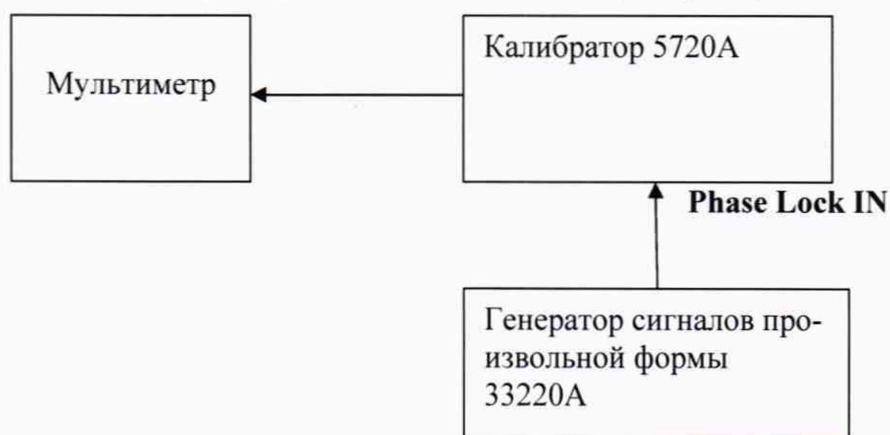 Мультиметр
Калибратор 5720А
Phase Lock IN
Генератор сигналов про-
извольной формы
33220А